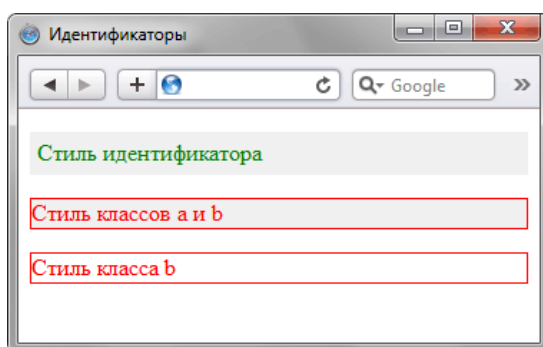 Идентификаторы
Google
Стиль идентификатора
Стиль классов a и b
Стиль класса b